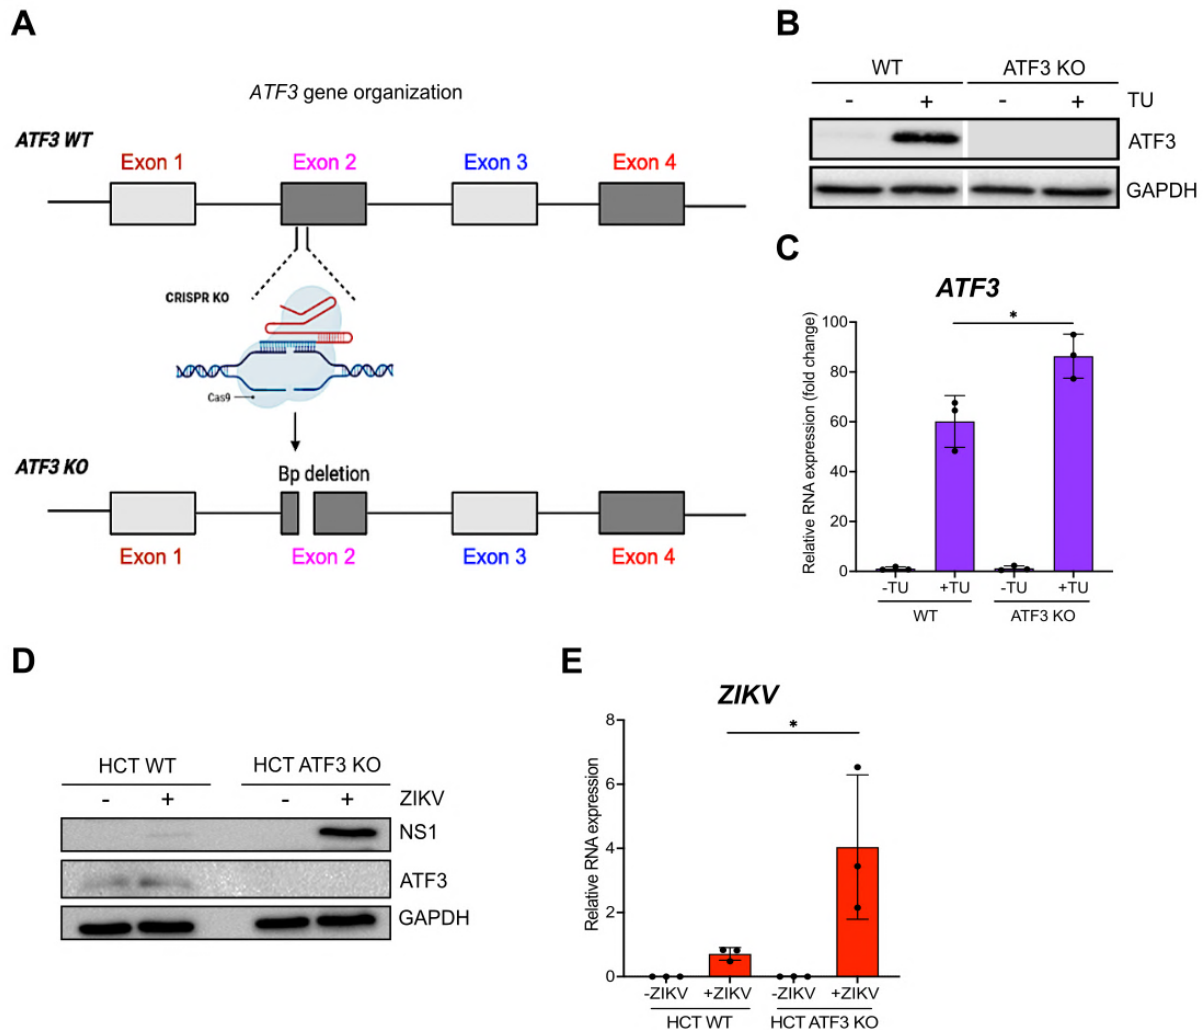 A
ATF3 gene organization
ATF3 WT
Exon 1 Exon 2 Exon 3 Exon 4
CRISPR KO
Cas9
ATF3 KO
Bp deletion
Exon 1 Exon 2 Exon 3 Exon 4
B
WT ATF3 KO
- + - + TU
ATF3
GAPDH
C
ATF3
*
Relative RNA expression (fold change)
100
80
60
40
20
0
-TU +TU -TU +TU
WT ATF3 KO
D
HCT WT HCT ATF3 KO
- + - + ZIKV
NS1
ATF3
GAPDH
E
ZIKV
*
Relative RNA expression
8
6
4
2
0
-ZIKV +ZIKV -ZIKV +ZIKV
HCT WT HCT ATF3 KO